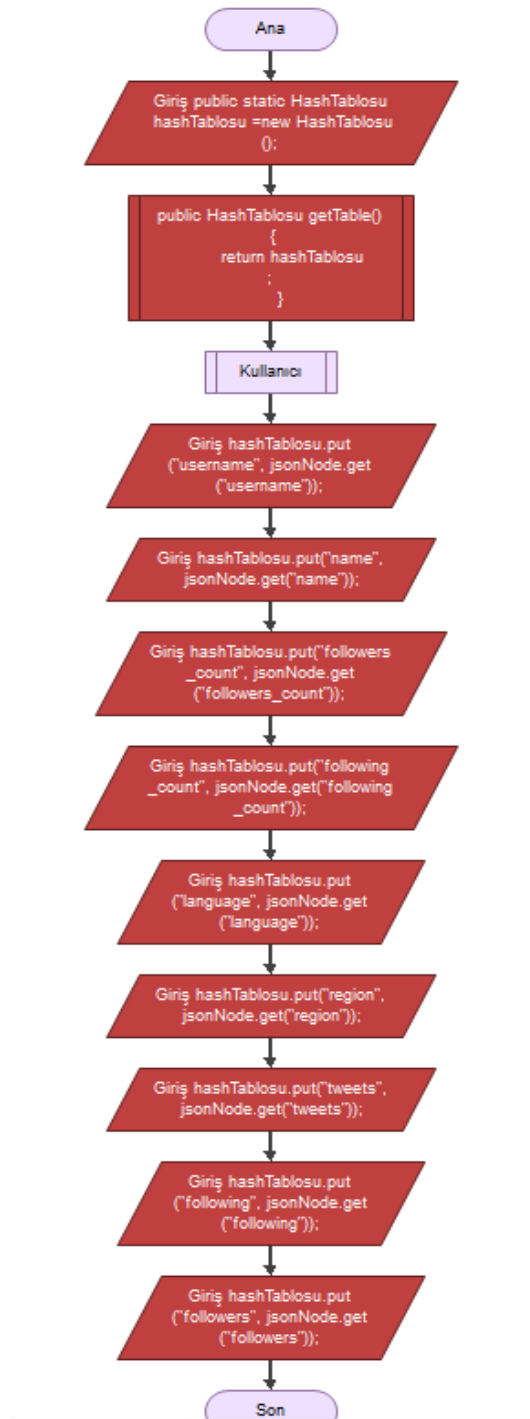 Ana
Giriş public static HashTablosu
hashTablosu =new HashTablosu
();
public HashTablosu getTable()
{
return hashTablosu
;
}
Kullanıcı
Giriş hashTablosu.put
("username", jsonNode.get
("username"));
Giriş hashTablosu.put("name",
jsonNode.get("name"));
Giriş hashTablosu.put("followers
_count", jsonNode.get
("followers_count"));
Giriş hashTablosu.put("following
_count", jsonNode.get("following
_count"));
Giriş hashTablosu.put
("language", jsonNode.get
("language"));
Giriş hashTablosu.put("region",
jsonNode.get("region"));
Giriş hashTablosu.put("tweets",
jsonNode.get("tweets"));
Giriş hashTablosu.put
("following", jsonNode.get
("following"));
Giriş hashTablosu.put
("followers", jsonNode.get
("followers"));
Son